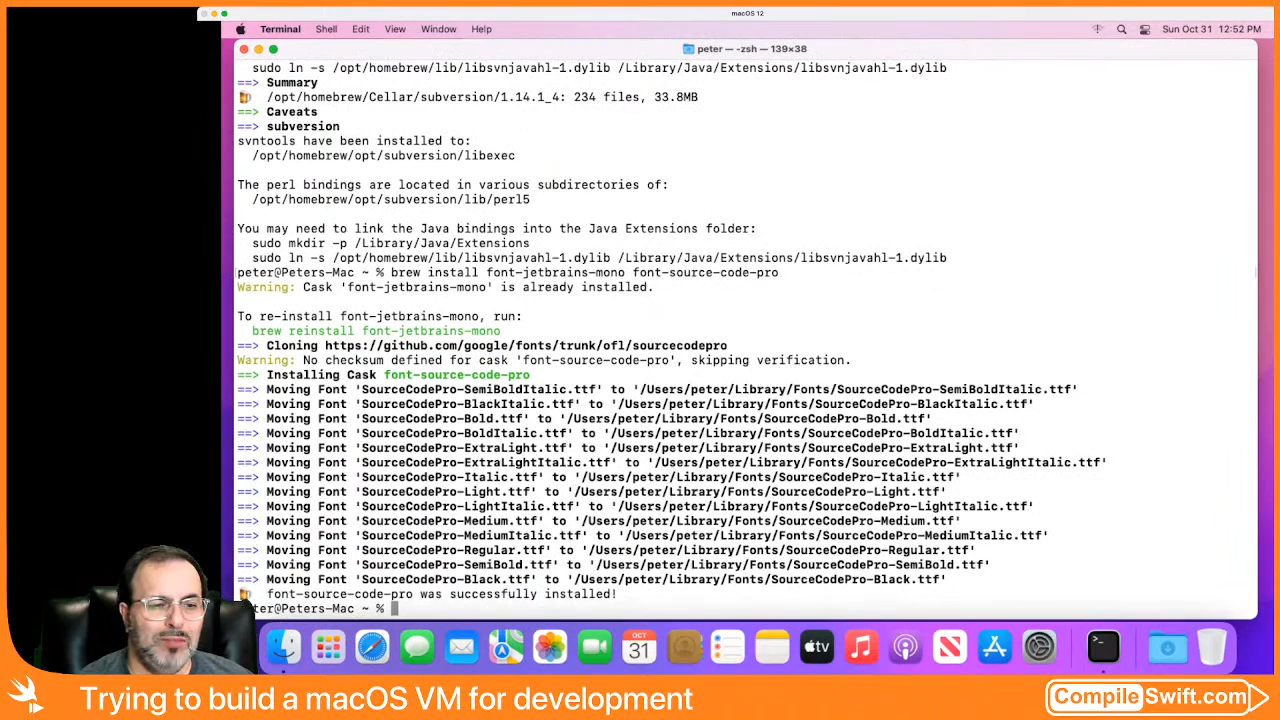 macOS 12
Terminal Shell Edit View Window Help Sun Oct 31 12:52 PM
peter — -zsh — 139×38
sudo ln -s /opt/homebrew/lib/libsvnjavahl-1.dylib /Library/Java/Extensions/libsvnjavahl-1.dylib
==> Summary
/opt/homebrew/Cellar/subversion/1.14.1_4: 234 files, 33.8MB
==> Caveats
==> subversion
svntools have been installed to:
/opt/homebrew/opt/subversion/libexec
The perl bindings are located in various subdirectories of:
/opt/homebrew/opt/subversion/lib/perl5
You may need to link the Java bindings into the Java Extensions folder:
sudo mkdir -p /Library/Java/Extensions
sudo ln -s /opt/homebrew/lib/libsvnjavahl-1.dylib /Library/Java/Extensions/libsvnjavahl-1.dylib
peter@Peters-Mac ~ % brew install font-jetbrains-mono font-source-code-pro
Warning: Cask 'font-jetbrains-mono' is already installed.
To re-install font-jetbrains-mono, run:
brew reinstall font-jetbrains-mono
==> Cloning https://github.com/google/fonts/trunk/ofl/sourcecodepro
Warning: No checksum defined for cask 'font-source-code-pro', skipping verification.
==> Installing Cask font-source-code-pro
==> Moving Font 'SourceCodePro-SemiBoldItalic.ttf' to '/Users/peter/Library/Fonts/SourceCodePro-SemiBoldItalic.ttf'
==> Moving Font 'SourceCodePro-BlackItalic.ttf' to '/Users/peter/Library/Fonts/SourceCodePro-BlackItalic.ttf'
==> Moving Font 'SourceCodePro-Bold.ttf' to '/Users/peter/Library/Fonts/SourceCodePro-Bold.ttf'
==> Moving Font 'SourceCodePro-BoldItalic.ttf' to '/Users/peter/Library/Fonts/SourceCodePro-BoldItalic.ttf'
==> Moving Font 'SourceCodePro-ExtraLight.ttf' to '/Users/peter/Library/Fonts/SourceCodePro-ExtraLight.ttf'
==> Moving Font 'SourceCodePro-ExtraLightItalic.ttf' to '/Users/peter/Library/Fonts/SourceCodePro-ExtraLightItalic.ttf'
==> Moving Font 'SourceCodePro-Italic.ttf' to '/Users/peter/Library/Fonts/SourceCodePro-Italic.ttf'
==> Moving Font 'SourceCodePro-Light.ttf' to '/Users/peter/Library/Fonts/SourceCodePro-Light.ttf'
==> Moving Font 'SourceCodePro-LightItalic.ttf' to '/Users/peter/Library/Fonts/SourceCodePro-LightItalic.ttf'
==> Moving Font 'SourceCodePro-Medium.ttf' to '/Users/peter/Library/Fonts/SourceCodePro-Medium.ttf'
==> Moving Font 'SourceCodePro-MediumItalic.ttf' to '/Users/peter/Library/Fonts/SourceCodePro-MediumItalic.ttf'
==> Moving Font 'SourceCodePro-Regular.ttf' to '/Users/peter/Library/Fonts/SourceCodePro-Regular.ttf'
==> Moving Font 'SourceCodePro-SemiBold.ttf' to '/Users/peter/Library/Fonts/SourceCodePro-SemiBold.ttf'
==> Moving Font 'SourceCodePro-Black.ttf' to '/Users/peter/Library/Fonts/SourceCodePro-Black.ttf'
font-source-code-pro was successfully installed!
ter@Peters-Mac ~ %
OCT
31
tv
Trying to build a macOS VM for development
CompileSwift.com